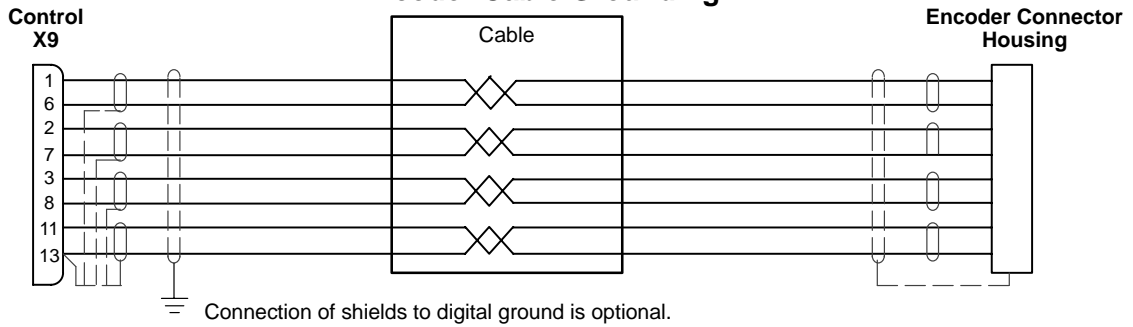 Control
X9
Cable
Encoder Connector
Housing
1
6
2
7
3
8
11
13
Connection of shields to digital ground is optional.